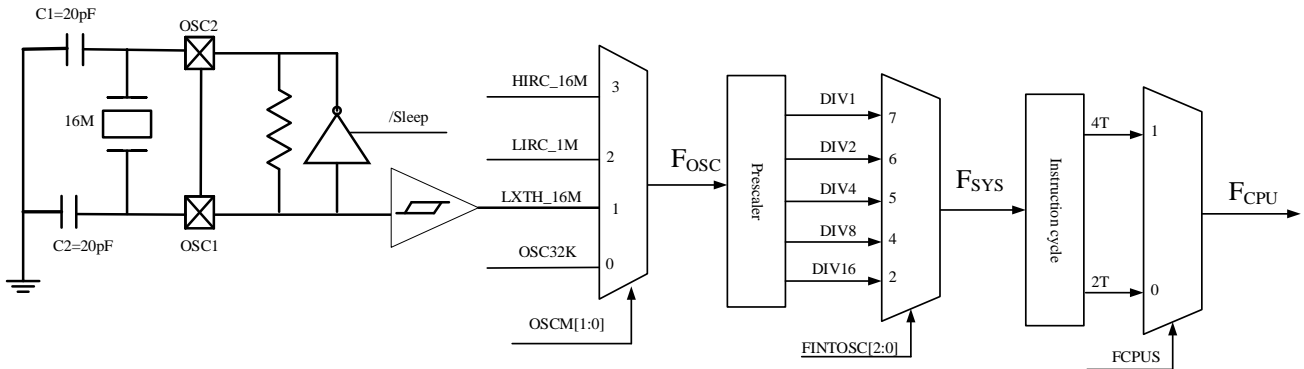 C1=20pF
OSC2
16M
/Sleep
C2=20pF
OSC1
HIRC_16M
3
LIRC_1M
2
LXTH_16M
1
OSC32K
0
OSCM[1:0]
FOSC
Prescaler
DIV1
7
DIV2
6
DIV4
5
DIV8
4
DIV16
2
FINTOSC[2:0]
FSYS
Instruction cycle
4T
1
2T
0
FCPUS
FCPU